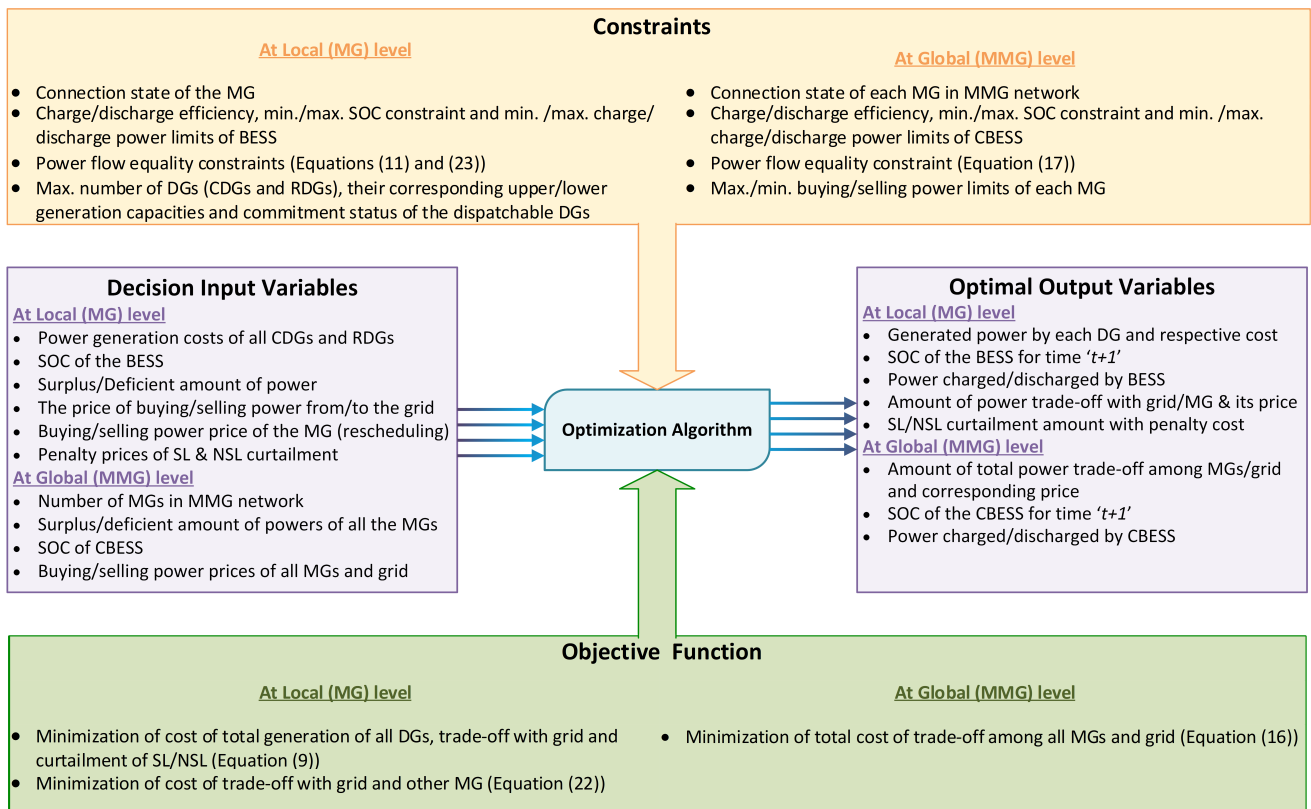 Constraints
At Local (MG) level
• Connection state of the MG
• Charge/discharge efficiency, min./max. SOC constraint and min. /max. charge/
discharge power limits of BESS
• Power flow equality constraints (Equations (11) and (23))
• Max. number of DGs (CDGs and RDGs), their corresponding upper/lower
generation capacities and commitment status of the dispatchable DGs
At Global (MMG) level
• Connection state of each MG in MMG network
• Charge/discharge efficiency, min./max. SOC constraint and min. /max.
charge/discharge power limits of CBESS
• Power flow equality constraint (Equation (17))
• Max./min. buying/selling power limits of each MG
Decision Input Variables
At Local (MG) level
• Power generation costs of all CDGs and RDGs
• SOC of the BESS
• Surplus/Deficient amount of power
• The price of buying/selling power from/to the grid
• Buying/selling power price of the MG (rescheduling)
• Penalty prices of SL & NSL curtailment
At Global (MMG) level
• Number of MGs in MMG network
• Surplus/deficient amount of powers of all the MGs
• SOC of CBESS
• Buying/selling power prices of all MGs and grid
Optimization Algorithm
Optimal Output Variables
At Local (MG) level
• Generated power by each DG and respective cost
• SOC of the BESS for time ‘t+1’
• Power charged/discharged by BESS
• Amount of power trade-off with grid/MG & its price
• SL/NSL curtailment amount with penalty cost
At Global (MMG) level
• Amount of total power trade-off among MGs/grid
and corresponding price
• SOC of the CBESS for time ‘t+1’
• Power charged/discharged by CBESS
Objective Function
At Local (MG) level
• Minimization of cost of total generation of all DGs, trade-off with grid and
curtailment of SL/NSL (Equation (9))
• Minimization of cost of trade-off with grid and other MG (Equation (22))
At Global (MMG) level
• Minimization of total cost of trade-off among all MGs and grid (Equation (16))